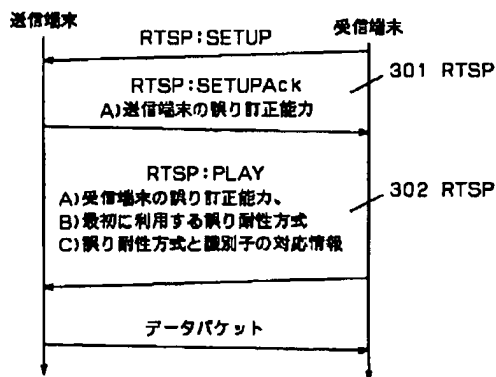 送信端末
受信端末
RTSP:SETUP
301 RTSP
RTSP:SETUPAck
A)送信端末の誤り訂正能力
RTSP:PLAY
302 RTSP
A)受信端末の誤り訂正能力、
B)最初に利用する誤り耐性方式
C)誤り耐性方式と識別子の対応情報
データパケット